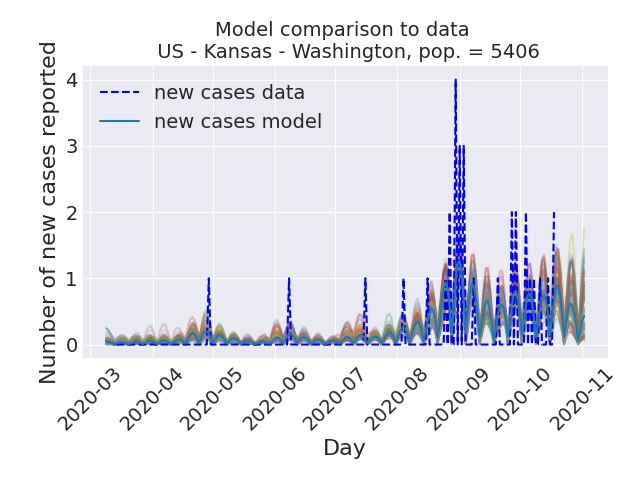 Model comparison to data
US - Kansas - Washington, pop. = 5406
new cases data
new cases model
Number of new cases reported
4
3
2
1
0
2020-03
2020-04
2020-05
2020-06
2020-07
2020-08
2020-09
2020-10
2020-11
Day